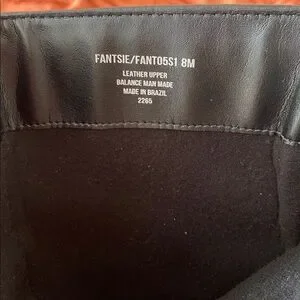 FANTSIE/FANT05S1 8M
LEATHER UPPER
BALANCE MAN MADE
MADE IN BRAZIL
2265